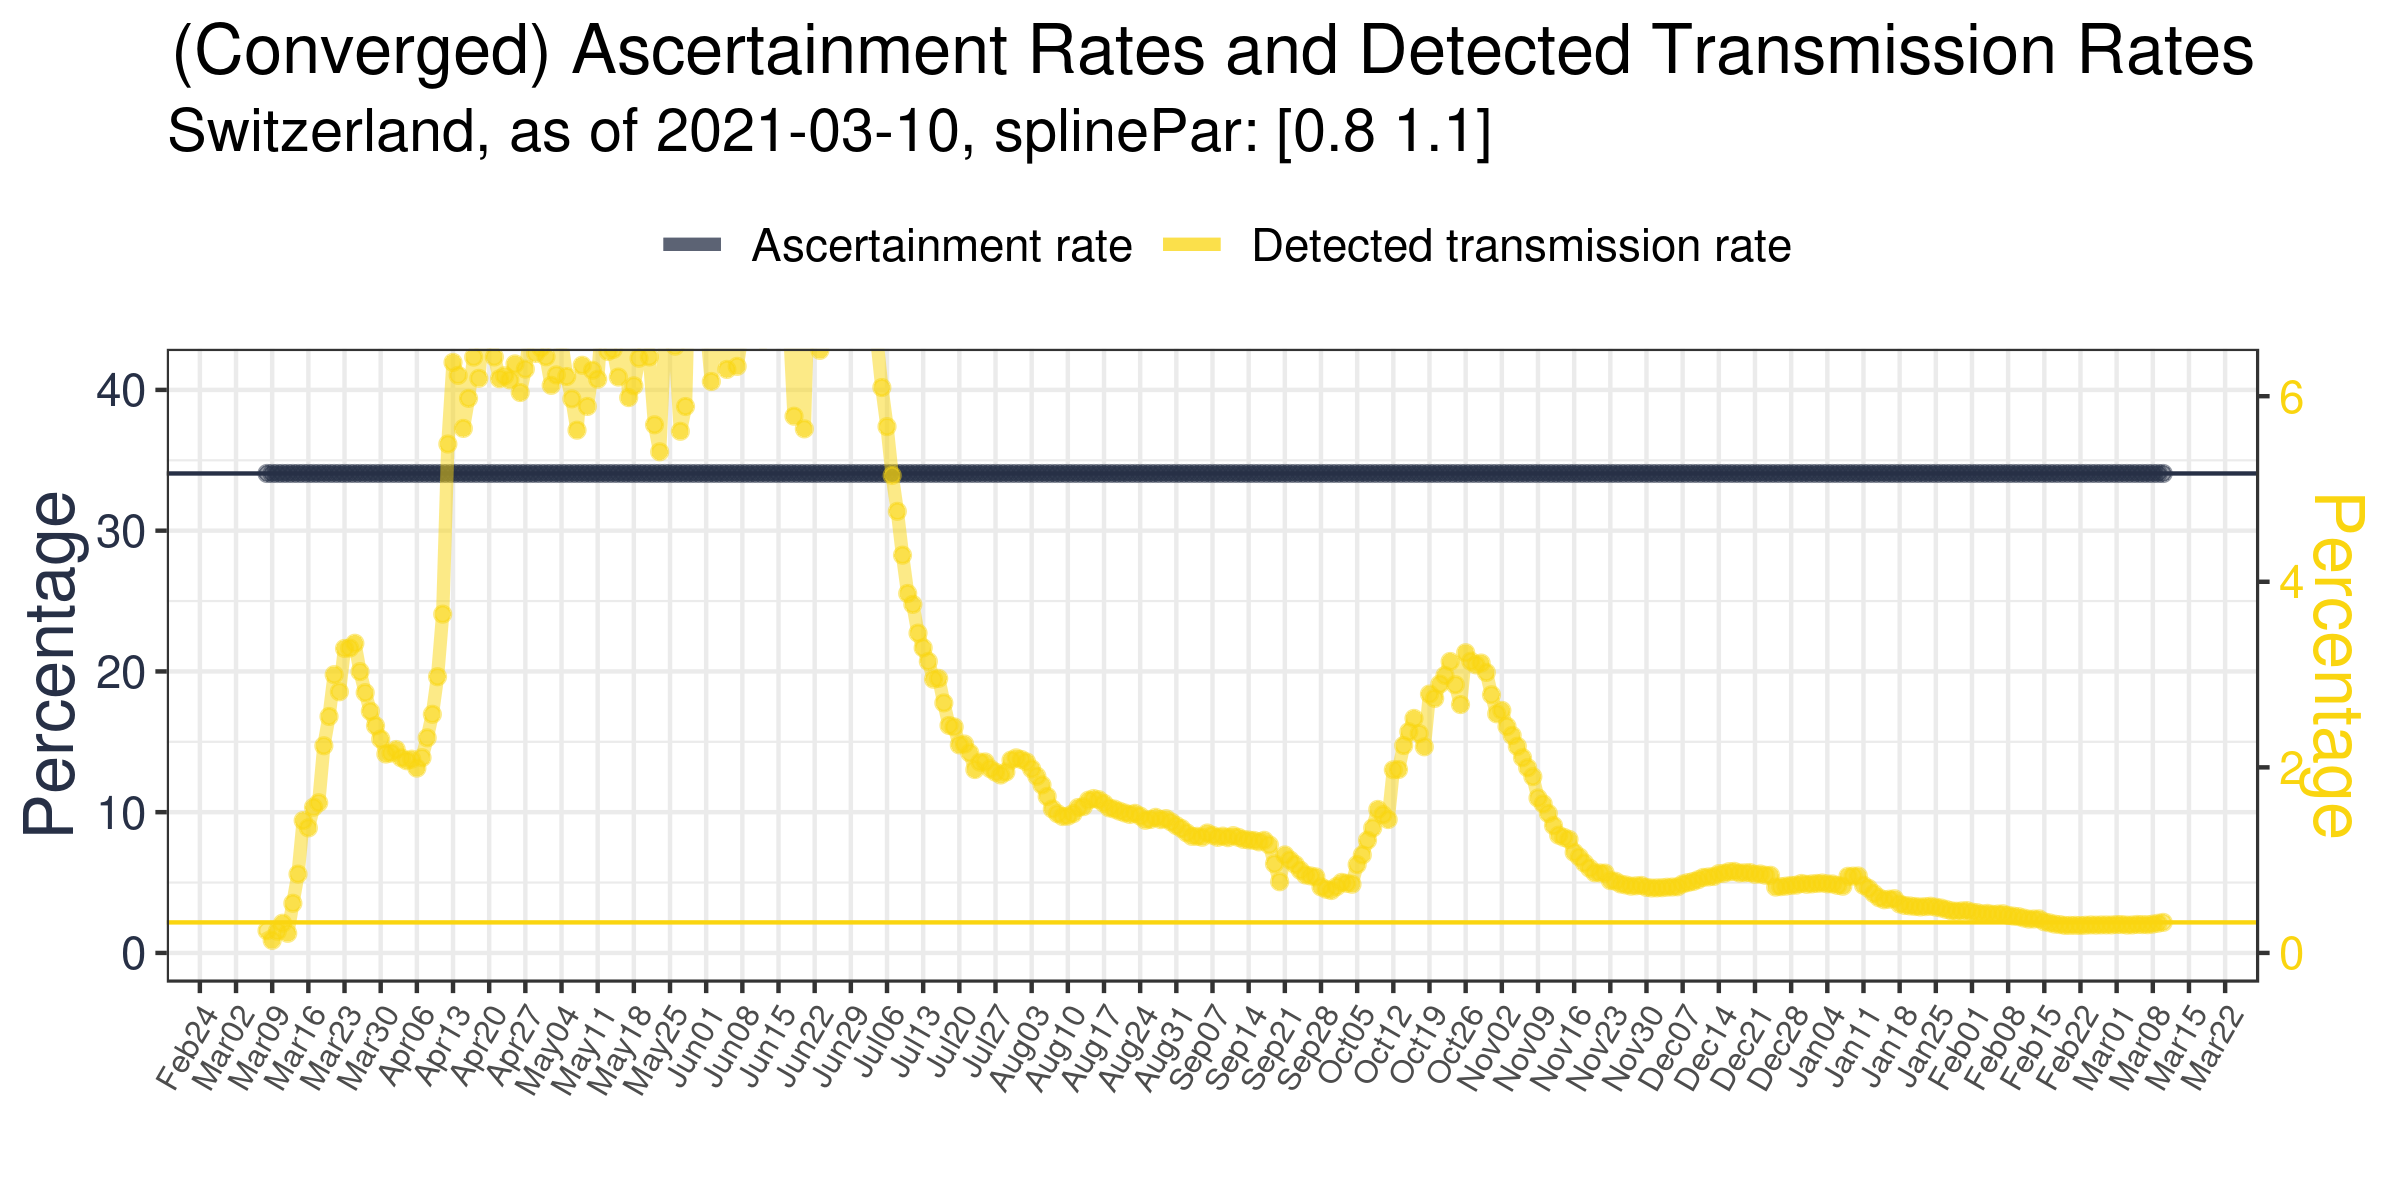 (Converged) Ascertainment Rates and Detected Transmission Rates
Switzerland, as of 2021-03-10, splinePar: [0.8 1.1]
Ascertainment rate Detected transmission rate
Percentage
40
30
20
10
0
6
4
2
0
Percentage
Feb24 Mar02 Mar09 Mar16 Mar23 Mar30 Apr06 Apr13 Apr20 Apr27 May04 May11 May18 May25 Jun01 Jun08 Jun15 Jun22 Jun29 Jul06 Jul13 Jul20 Jul27 Aug03 Aug10 Aug17 Aug24 Aug31 Sep07 Sep14 Sep21 Sep28 Oct05 Oct12 Oct19 Oct26 Nov02 Nov09 Nov16 Nov23 Nov30 Dec07 Dec14 Dec21 Dec28 Jan04 Jan11 Jan18 Jan25 Feb01 Feb08 Feb15 Feb22 Mar01 Mar08 Mar15 Mar22